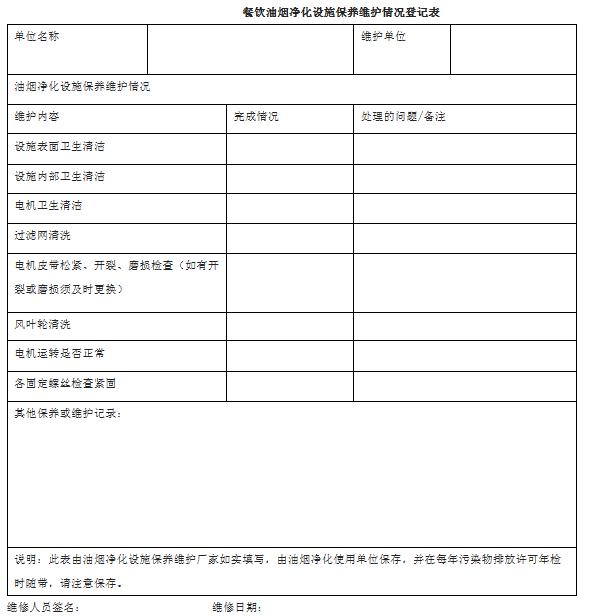 餐饮油烟净化设施保养维护情况登记表
单位名称 维护单位
油烟净化设施保养维护情况
维护内容 完成情况 处理的问题/备注
设施表面卫生清洁
设施内部卫生清洁
电机卫生清洁
过滤网清洗
电机皮带松紧、开裂、磨损检查（如有开
裂或磨损须及时更换）
风叶轮清洗
电机运转是否正常
各固定螺丝检查紧固
其他保养或维护记录：
说明：此表由油烟净化设施保养维护厂家如实填写，由油烟净化使用单位保存，并在每年污染物排放许可年检
时随带，请注意保存。
维修人员签名： 维修日期：